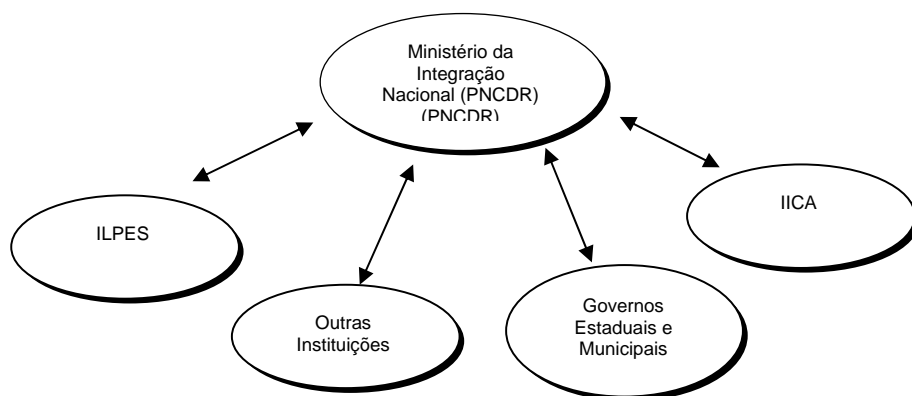 Ministério da
Integração
Nacional (PNCDR)
(PNCDR)
ILPES
IICA
Outras
Instituições
Governos
Estaduais e
Municipais